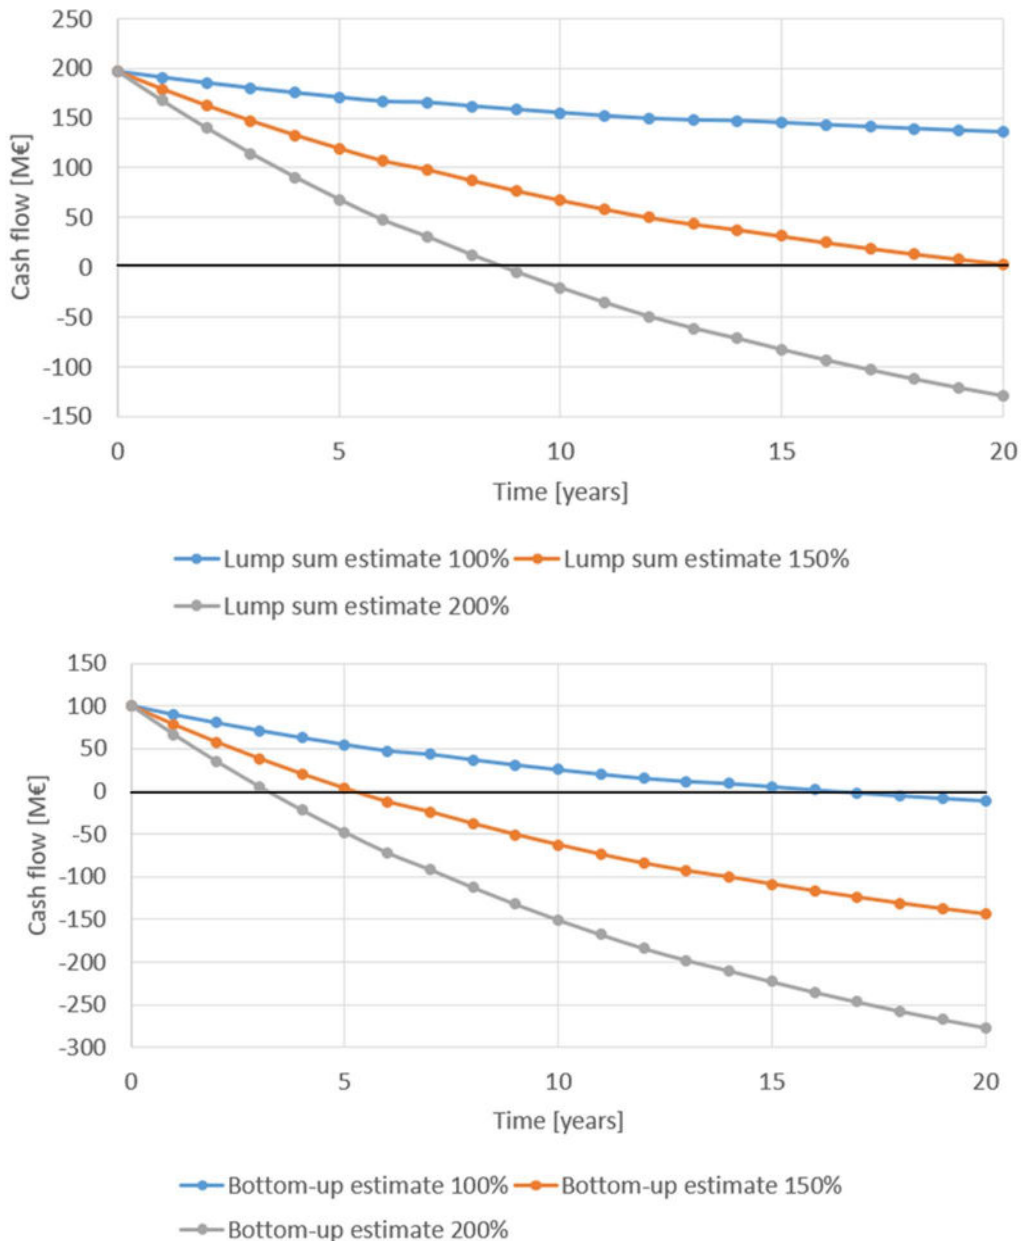 250
200
150
100
50
0
-50
-100
-150
Cash flow [M€]
0 5 10 15 20
Time [years]
Lump sum estimate 100% Lump sum estimate 150%
Lump sum estimate 200%
150
100
50
0
-50
-100
-150
-200
-250
-300
Cash flow [M€]
0 5 10 15 20
Time [years]
Bottom-up estimate 100% Bottom-up estimate 150%
Bottom-up estimate 200%